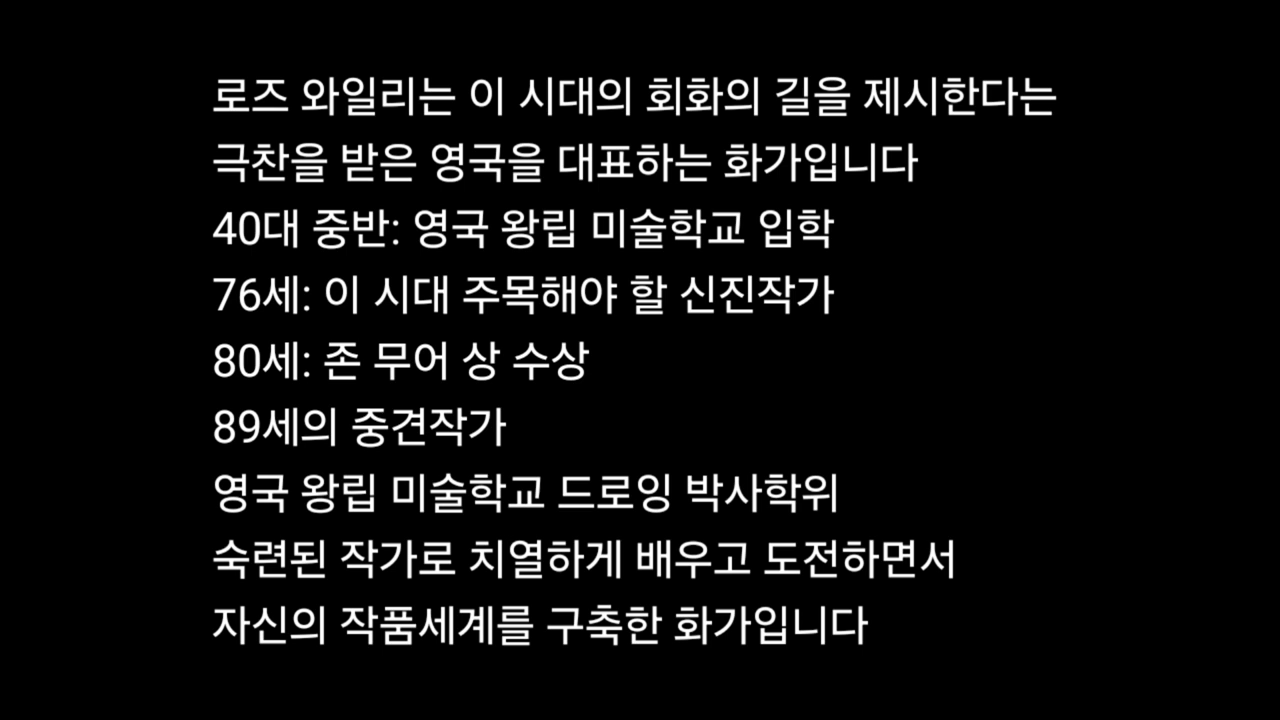 로즈 와일리는 이 시대의 회화의 길을 제시한다는
극찬을 받은 영국을 대표하는 화가입니다
40대 중반: 영국 왕립 미술학교 입학
76세: 이 시대 주목해야 할 신진작가
80세: 존 무어 상 수상
89세의 중견작가
영국 왕립 미술학교 드로잉 박사학위
숙련된 작가로 치열하게 배우고 도전하면서
자신의 작품세계를 구축한 화가입니다